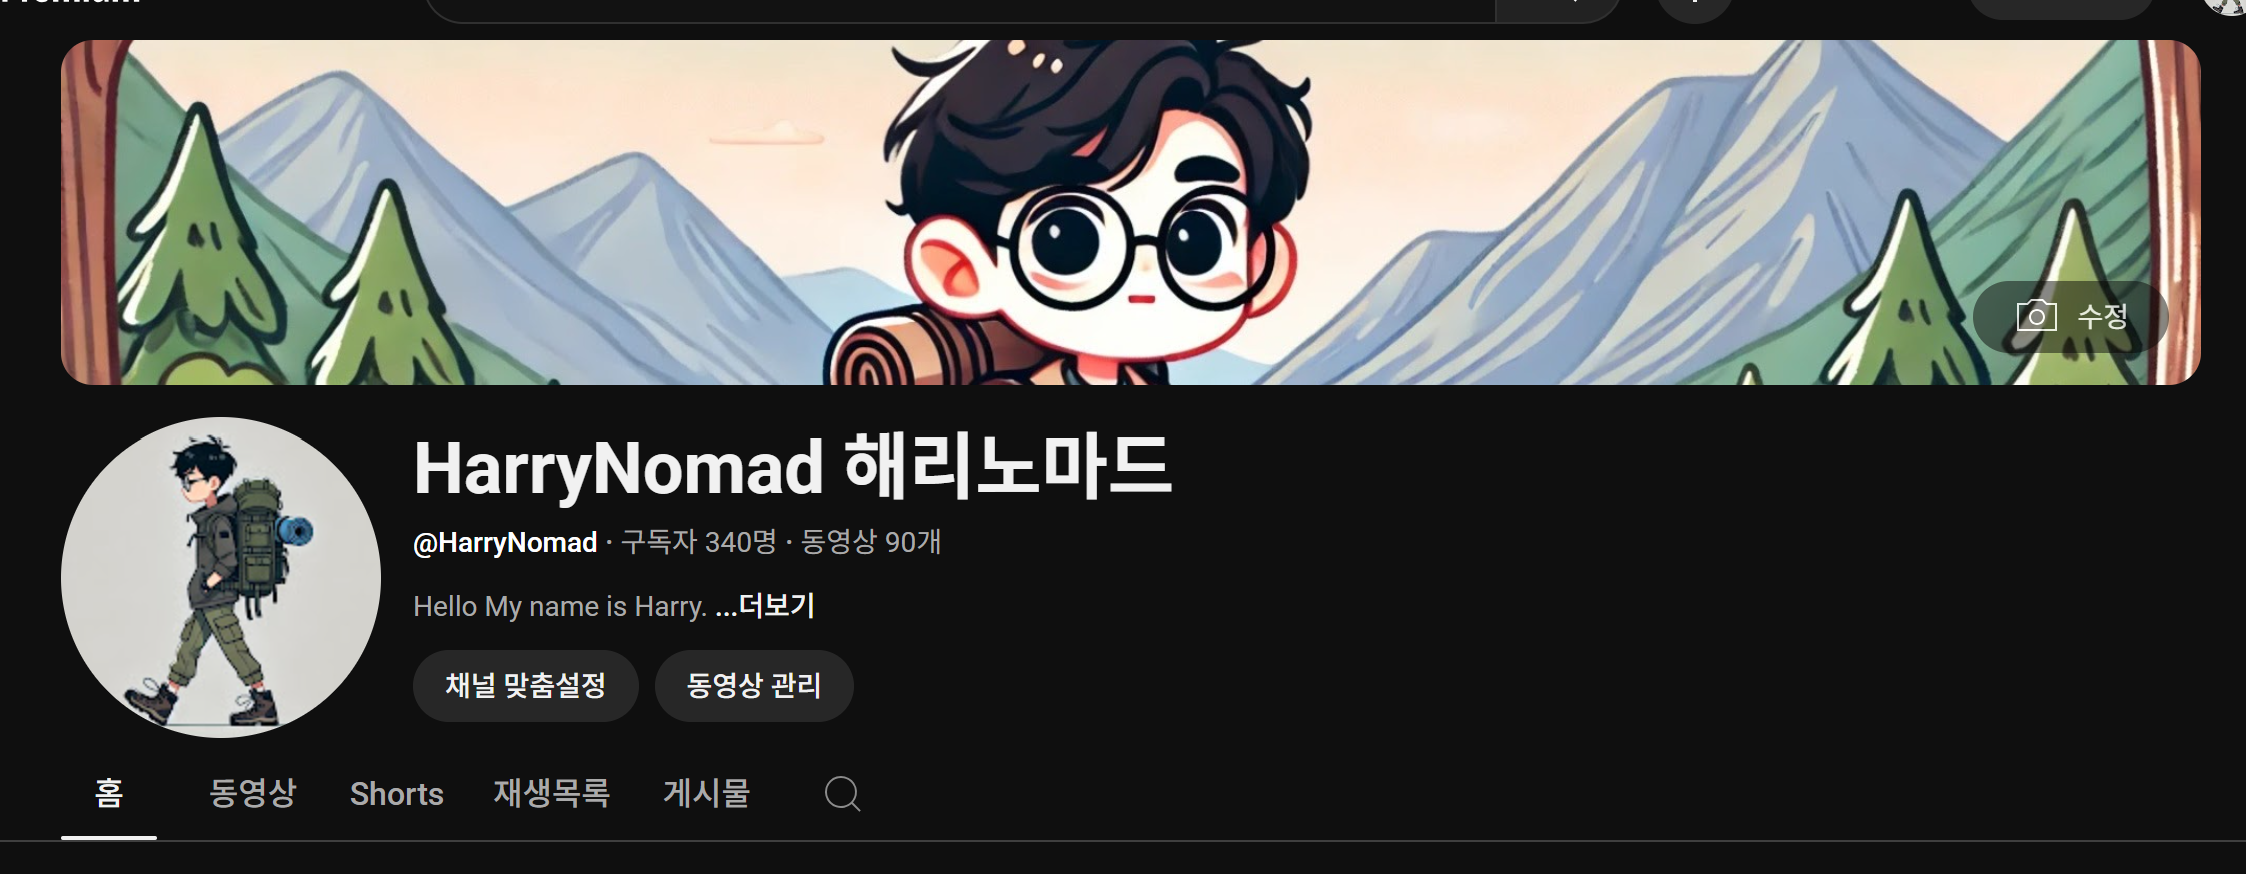 수정
HarryNomad 해리노마드
@HarryNomad · 구독자 340명 · 동영상 90개
Hello My name is Harry. ...더보기
채널 맞춤설정 동영상 관리
홈 동영상 Shorts 재생목록 게시물